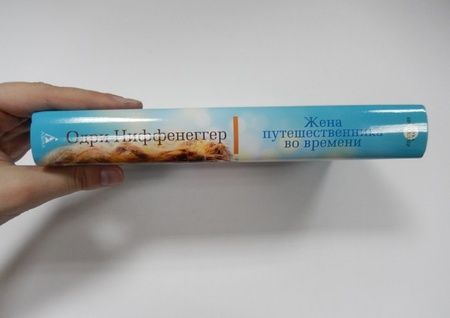 Одри Ниффенеггер
Жена
путешественника
во времени